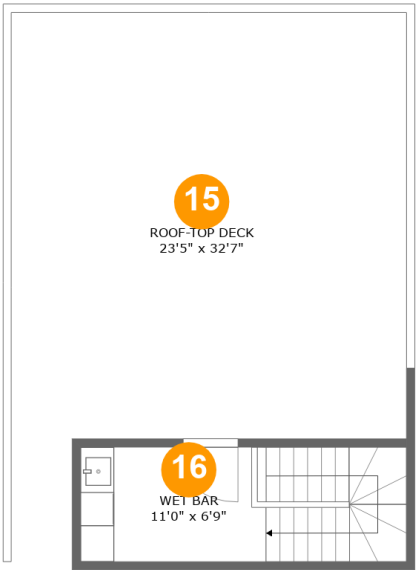 15
ROOF-TOP DECK
23'5" x 32'7"
16
WET BAR
11'0" x 6'9"